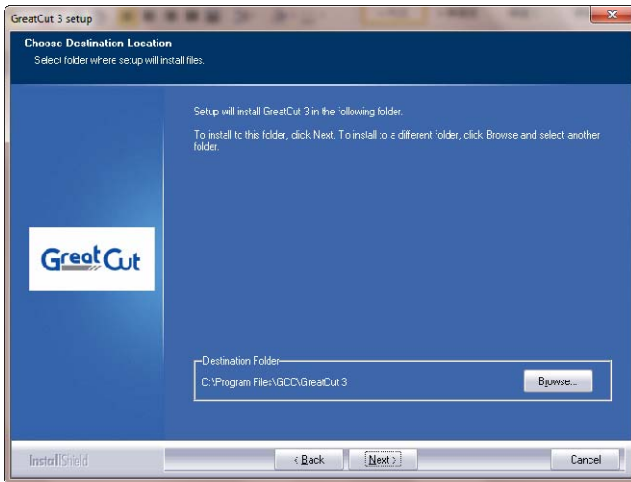 GreatCut 3 setup
Choose Destination Location
Select folder where setup will install files.
Setup will install GreatCut 3 in the following folder.
To install to this folder, click Next. To install to a different folder, click Browse and select another
folder.
GreatCut
Destination Folder
C:\Program Files\GCC\GreatCut 3
Browse...
InstallShield
< Back
Next >
Cancel